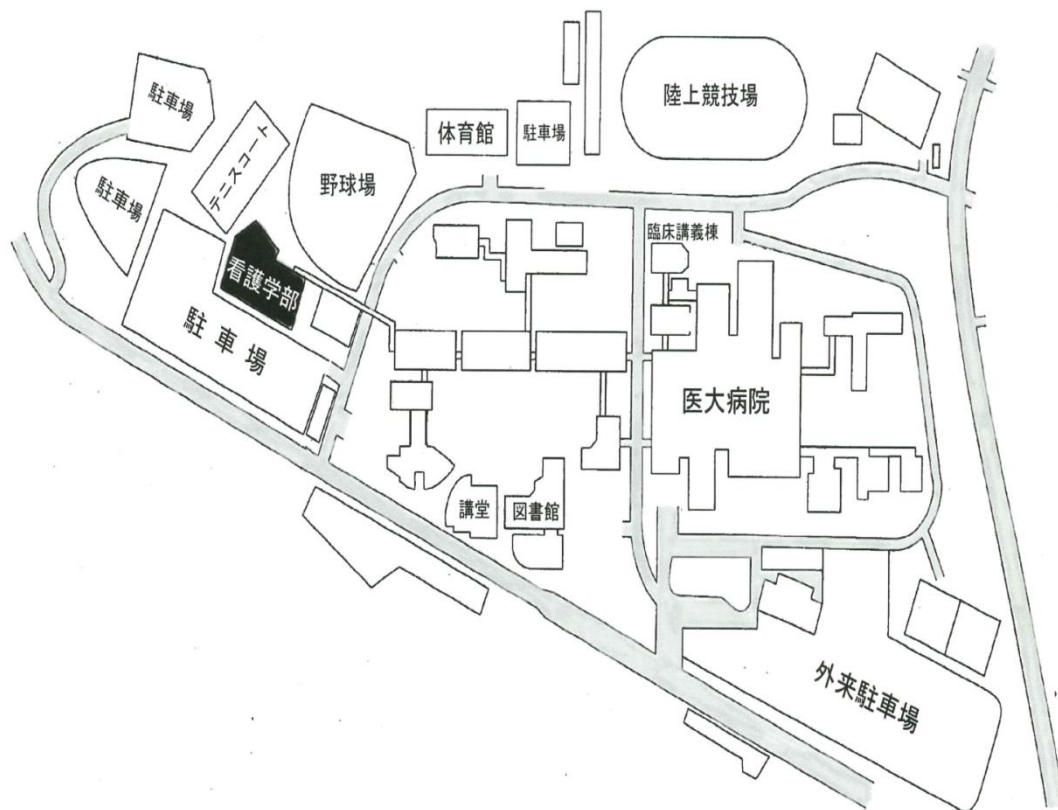 駐車場
テニスコート
体育館
駐車場
陸上競技場
駐車場
野球場
臨床講義棟
看護学部
駐車場
医大病院
講堂
図書館
外来駐車場